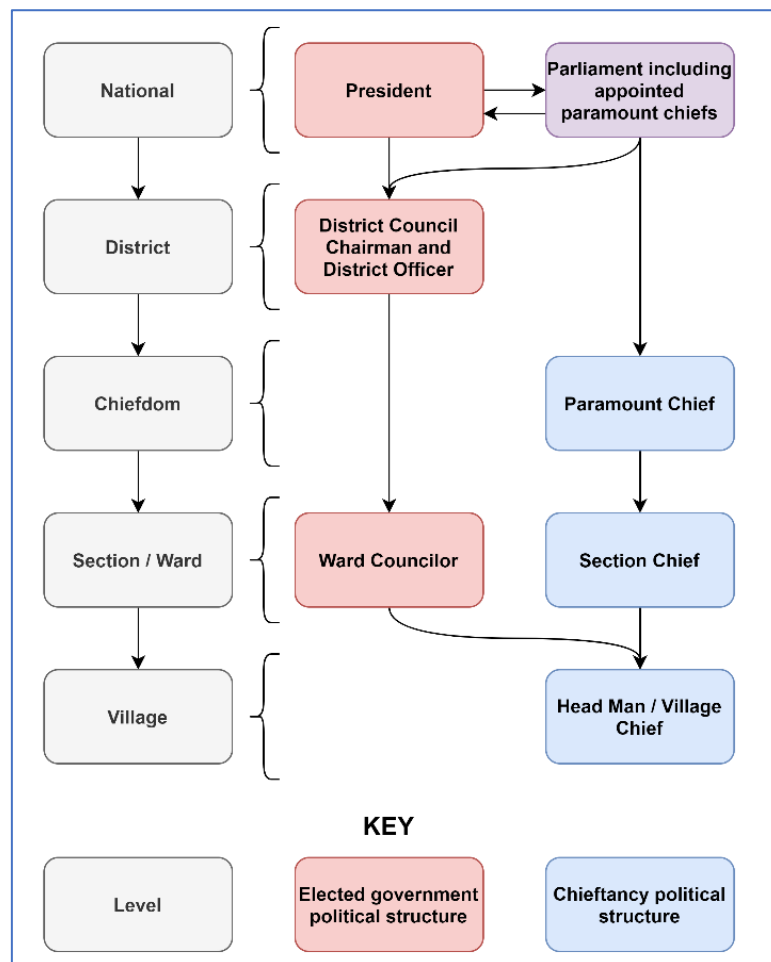 National
President
Parliament including
appointed
paramount chiefs
District
District Council
Chairman and
District Officer
Chiefdom
Paramount Chief
Section / Ward
Ward Councilor
Section Chief
Village
Head Man / Village
Chief
KEY
Level
Elected government
political structure
Chieftancy political
structure